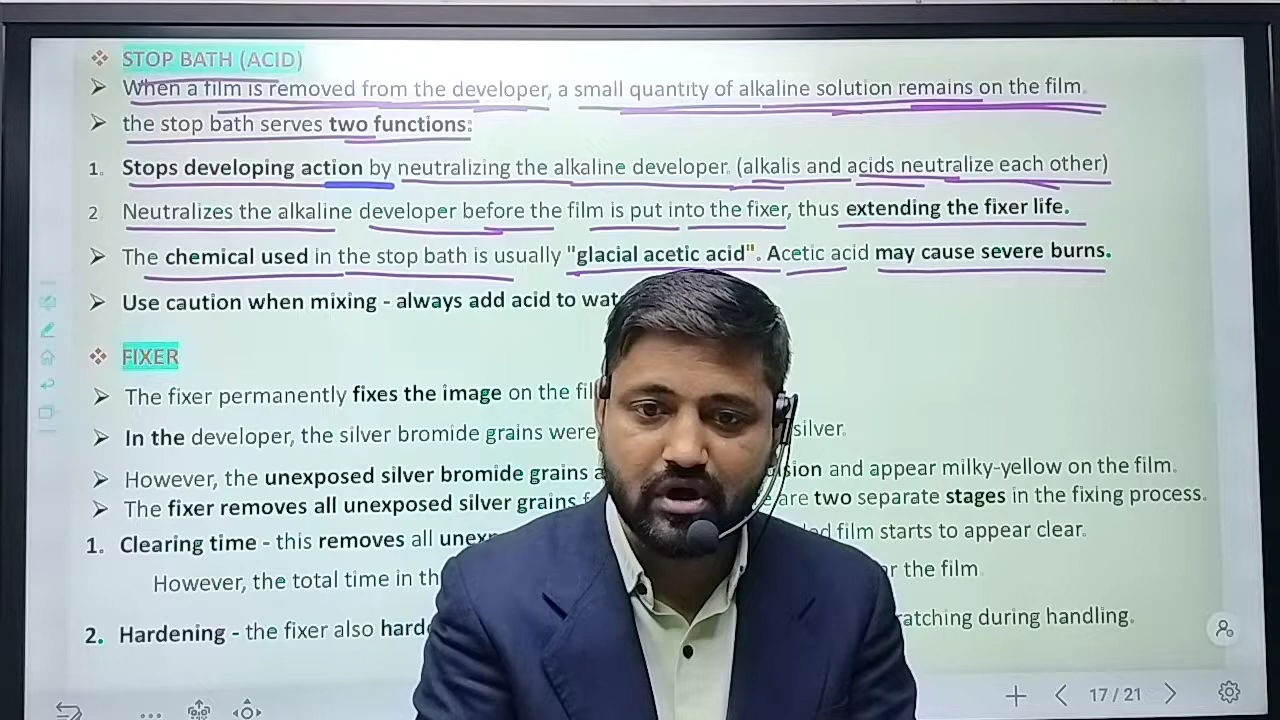 ❖ STOP BATH (ACID)
➤ When a film is removed from the developer, a small quantity of alkaline solution remains on the film.
➤ the stop bath serves two functions:
1. Stops developing action by neutralizing the alkaline developer. (alkalis and acids neutralize each other)
2. Neutralizes the alkaline developer before the film is put into the fixer, thus extending the fixer life.
➤ The chemical used in the stop bath is usually "glacial acetic acid". Acetic acid may cause severe burns.
➤ Use caution when mixing - always add acid to
❖ FIXER
➤ The fixer permanently fixes the image on the
➤ In the developer, the silver bromide grains were silver.
➤ However, the unexposed silver bromide grains and appear milky-yellow on the film.
➤ The fixer removes all unexposed silver grains are two separate stages in the fixing process.
1. Clearing time - this removes all film starts to appear clear.
However, the total time in the film
2. Hardening - the fixer also during handling.
17 / 21